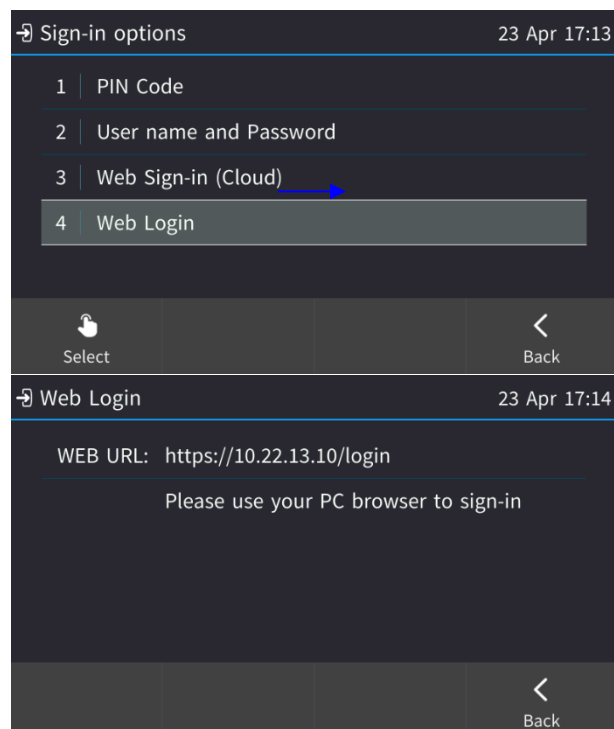 Sign-in options 23 Apr 17:13
1 PIN Code
2 User name and Password
3 Web Sign-in (Cloud)
4 Web Login
Select Back
Web Login 23 Apr 17:14
WEB URL: https://10.22.13.10/login
Please use your PC browser to sign-in
Back